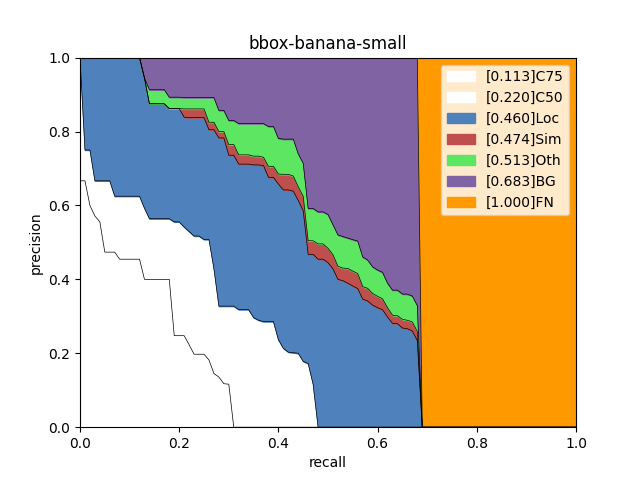 bbox-banana-small
1.0
0.8
0.6
0.4
0.2
0.0
precision
[0.113]C75
[0.220]C50
[0.460]Loc
[0.474]Sim
[0.513]Oth
[0.683]BG
[1.000]FN
0.0 0.2 0.4 0.6 0.8 1.0
recall